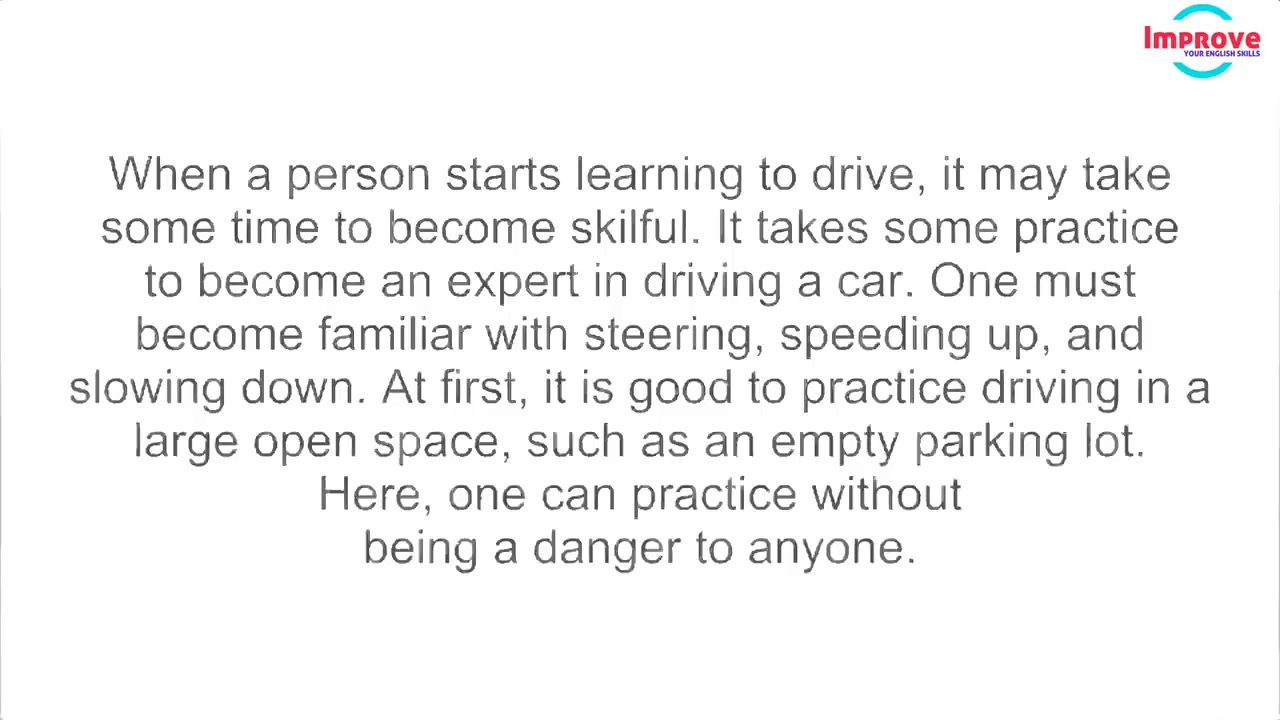 Improve
YOUR ENGLISH SKILLS
When a person starts learning to drive, it may take
some time to become skilful. It takes some practice
to become an expert in driving a car. One must
become familiar with steering, speeding up, and
slowing down. At first, it is good to practice driving in a
large open space, such as an empty parking lot.
Here, one can practice without
being a danger to anyone.